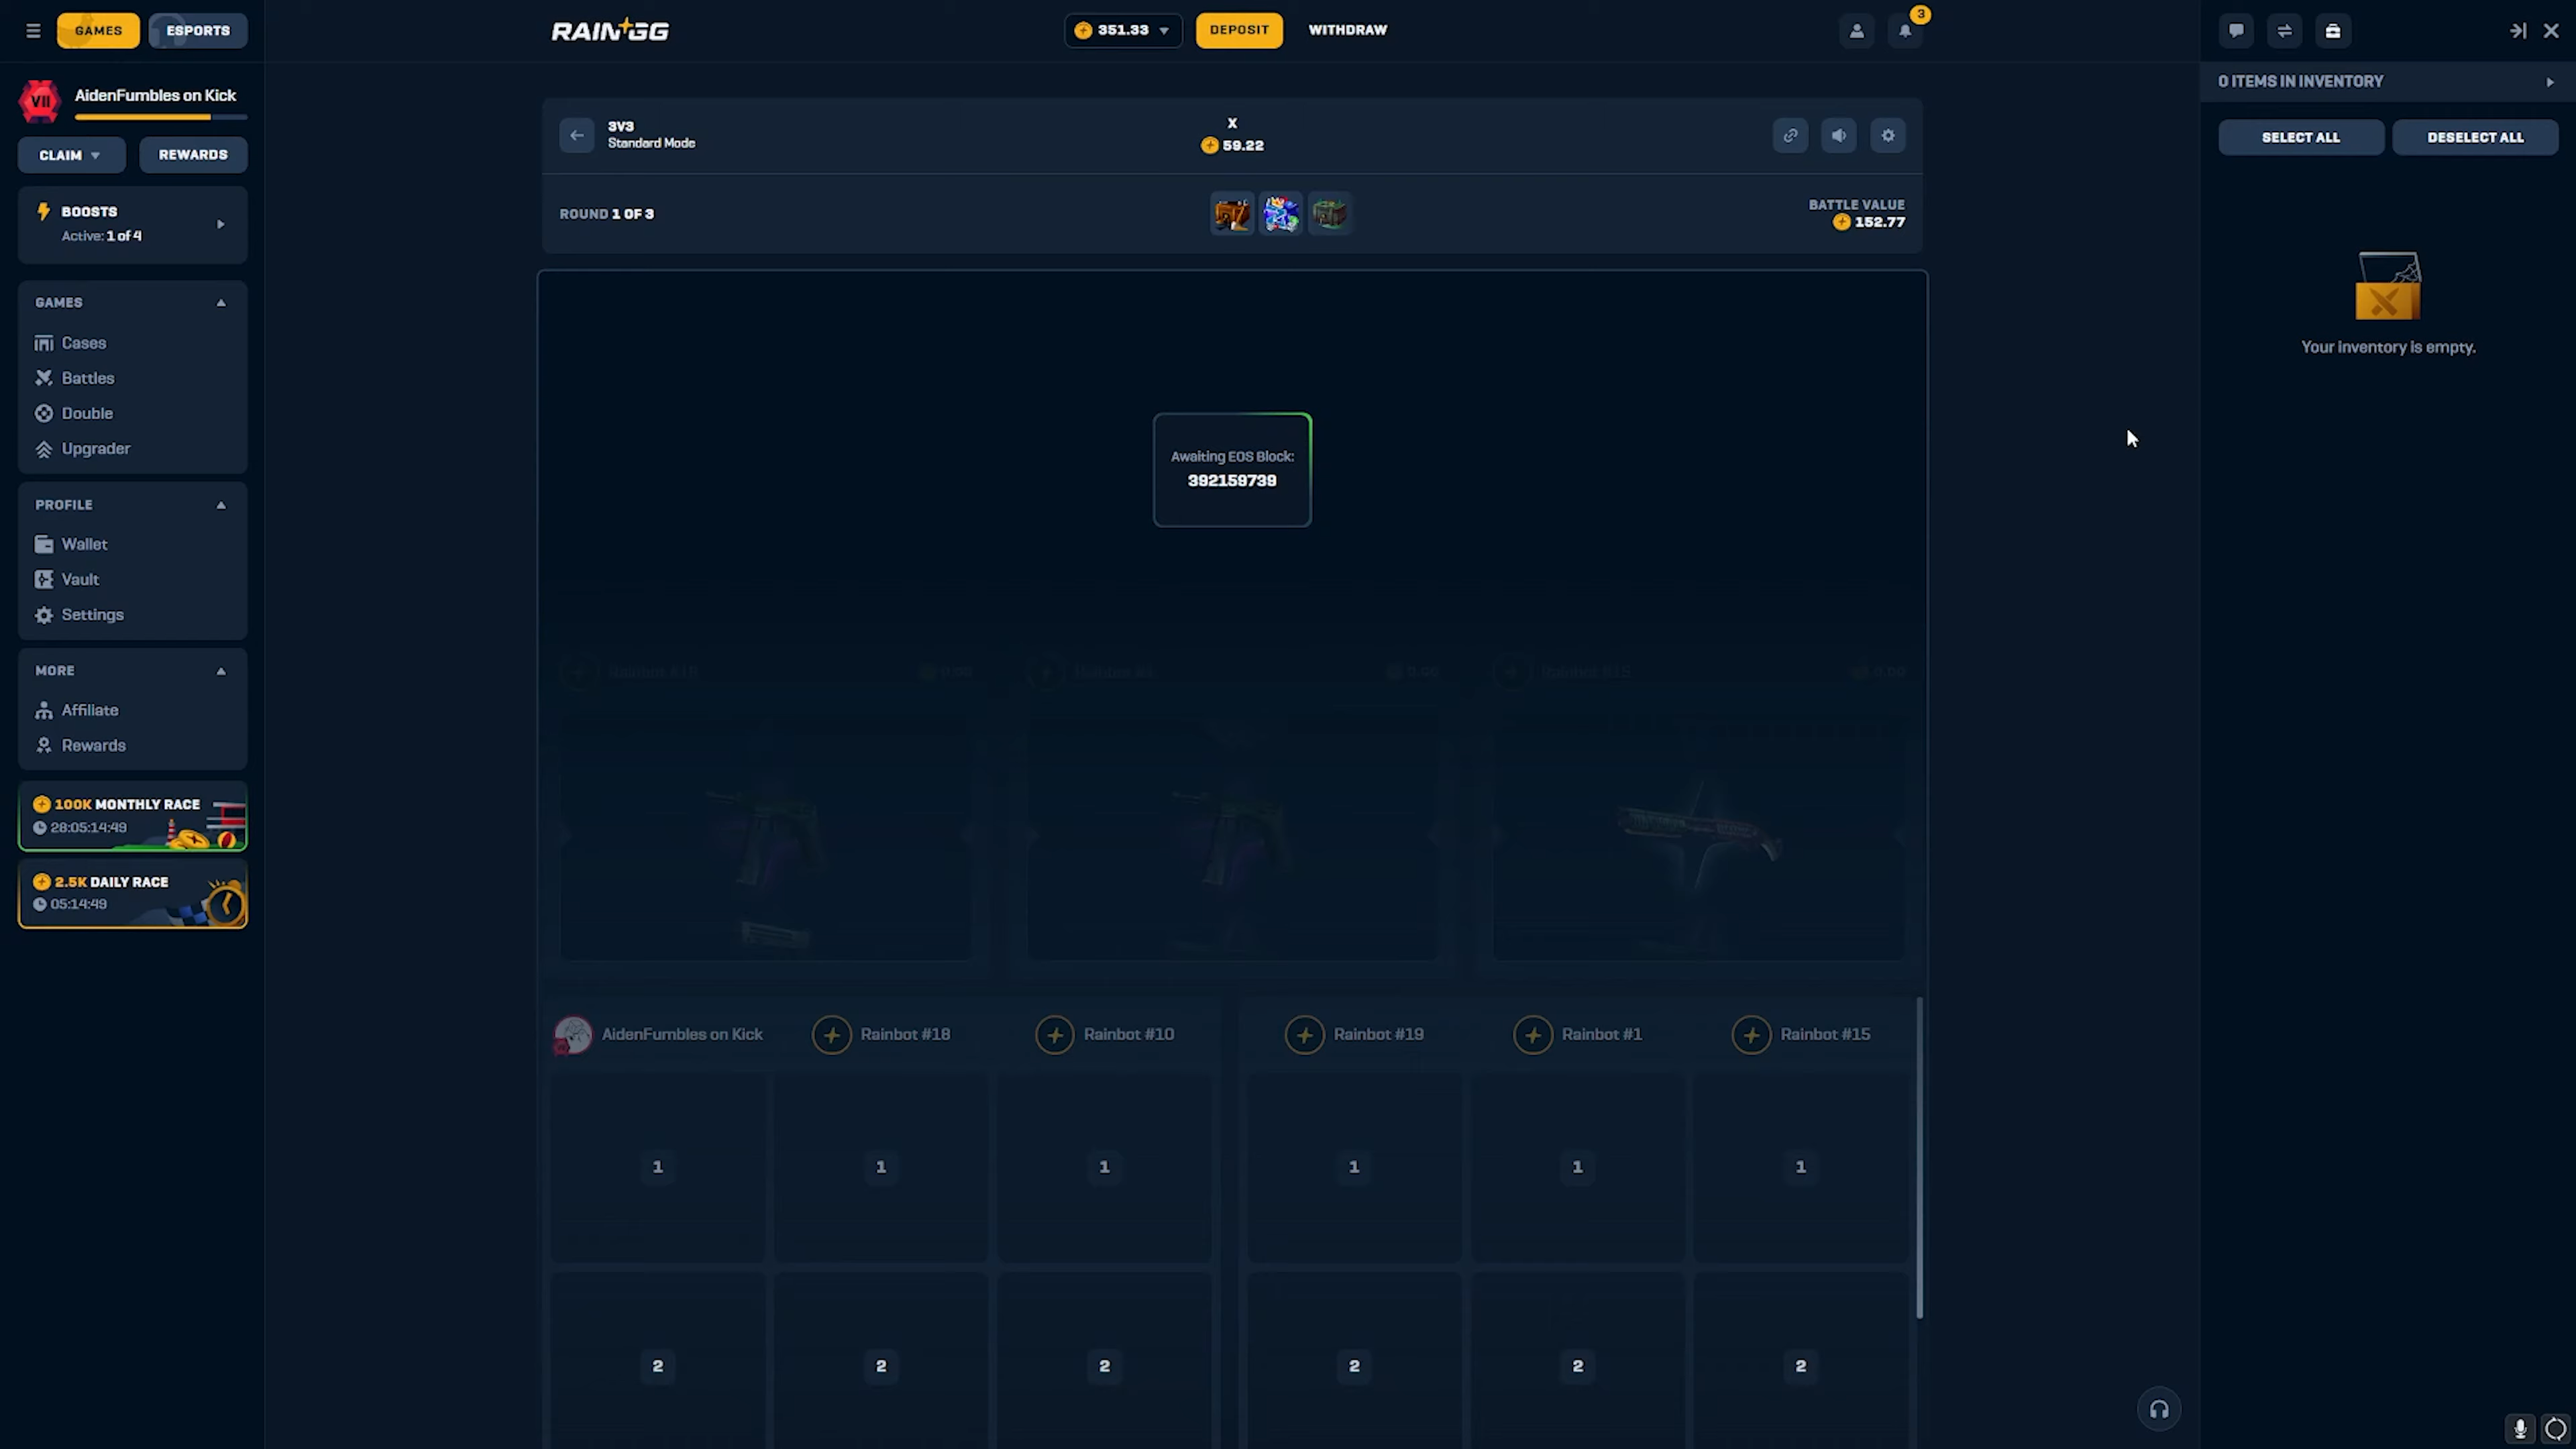 GAMES
ESPORTS
RAIN GG
351.33
DEPOSIT
WITHDRAW
3
VII
AidenFumbles on Kick
CLAIM
REWARDS
BOOSTS
Active: 1 of 4
GAMES
Cases
Battles
Double
Upgrader
PROFILE
Wallet
Vault
Settings
MORE
Affiliate
Rewards
100K MONTHLY RACE
28:05:14:49
2.5K DAILY RACE
05:14:49
3V3
Standard Mode
X
59.22
ROUND 1 OF 3
BATTLE VALUE
152.77
Awaiting EOS Block:
392159739
Rainbot #15
0.00
AidenFumbles on Kick
Rainbot #18
Rainbot #10
Rainbot #19
Rainbot #1
Rainbot #15
1 1 1 1 1 1
2 2 2 2 2 2
0 ITEMS IN INVENTORY
SELECT ALL
DESELECT ALL
Your inventory is empty.